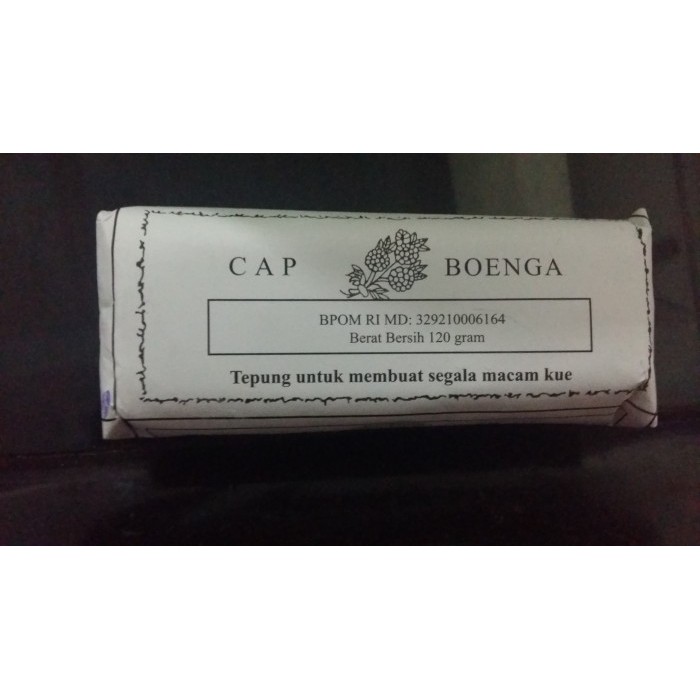 CAP BOENGA
BPOM RI MD: 329210006164
Berat Bersih 120 gram
Tepung untuk membuat segala macam kue